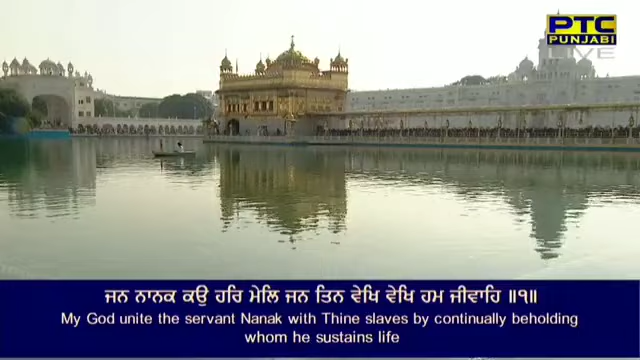 PTC
PUNJABI
LIVE
ਜਨ ਨਾਨਕ ਕਉ ਹਰਿ ਮੇਲਿ ਜਨ ਤਿਨ ਵੇਖਿ ਵੇਖਿ ਹਮ ਜੀਵਾਹਿ ॥੧॥
My God unite the servant Nanak with Thine slaves by continually beholding
whom he sustains life